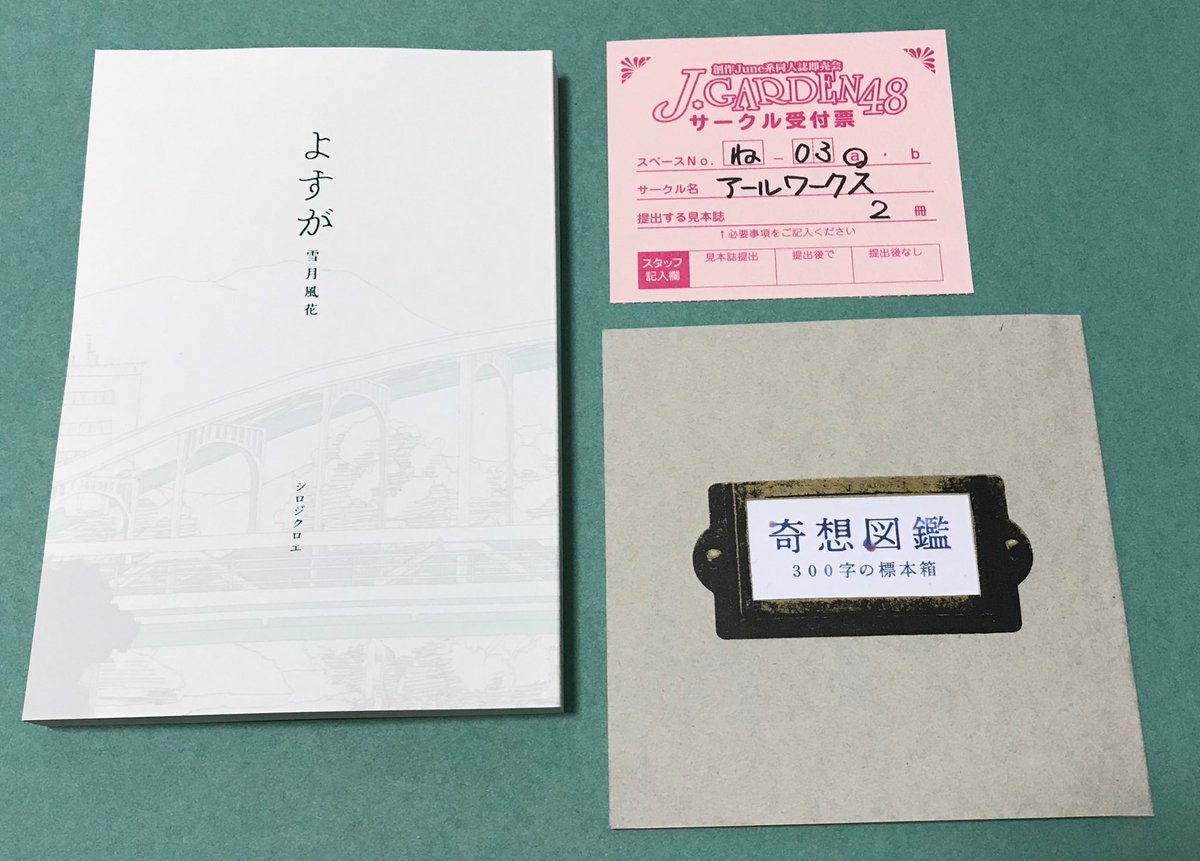 よすが
雪月風花
シロジクロエ
創作June系同人誌即売会
J.GARDEN48
サークル受付票
スペースNo. ね - 03 a ・ b
サークル名 アールワークス
提出する見本誌 2 冊
↑必要事項をご記入ください
スタッフ記入欄 見本誌提出 提出後で 提出後なし
奇想図鑑
300字の標本箱